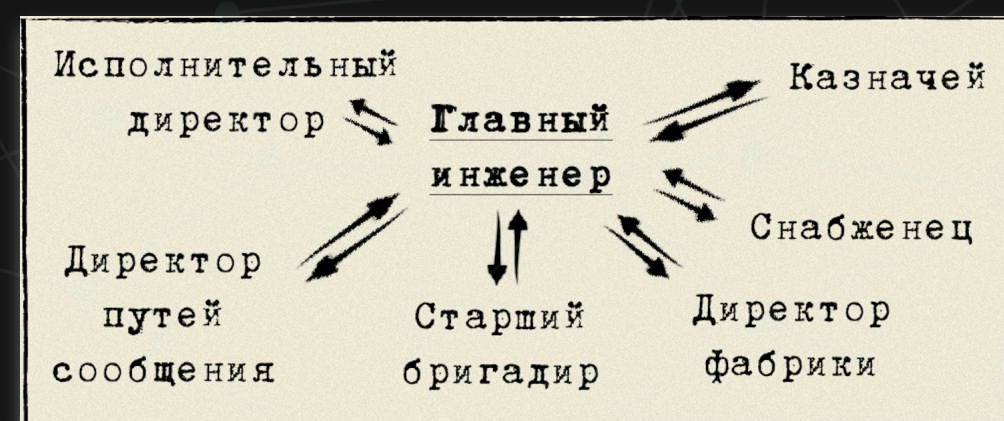 Исполнительный
директор
Главный
инженер
Казначей
Снабженец
Директор
путей
сообщения
Старший
бригадир
Директор
фабрики